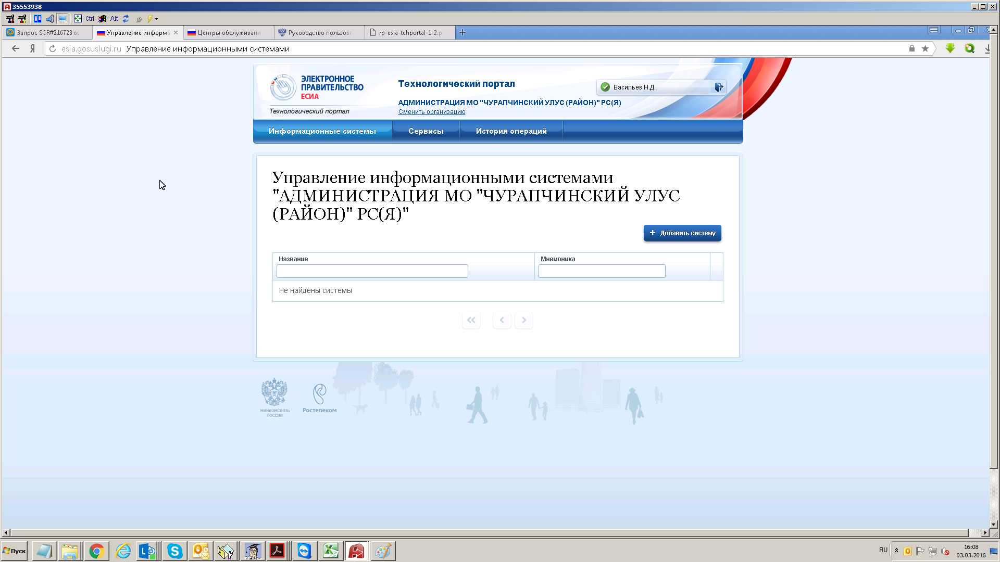 35553938
Ctrl
Alt
Запрос SCR#216723 вы
Управление информа
Центры обслуживани
Руководство пользова
rp-esia-tehportal-1-2.p
Я
esia.gosuslugi.ru Управление информационными системами
ЭЛЕКТРОННОЕ
ПРАВИТЕЛЬСТВО
ЕСИА
Технологический портал
Технологический портал
АДМИНИСТРАЦИЯ МО "ЧУРАПЧИНСКИЙ УЛУС (РАЙОН)" РС(Я)
Сменить организацию
Васильев Н.Д.
Информационные системы
Сервисы
История операций
Управление информационными системами
"АДМИНИСТРАЦИЯ МО "ЧУРАПЧИНСКИЙ УЛУС
(РАЙОН)" РС(Я)"
+ Добавить систему
Название
Мнемоника
Не найдены системы
МИНКОМСВЯЗЬ
РОССИИ
Ростелеком
Пуск
RU
16:08
03.03.2016